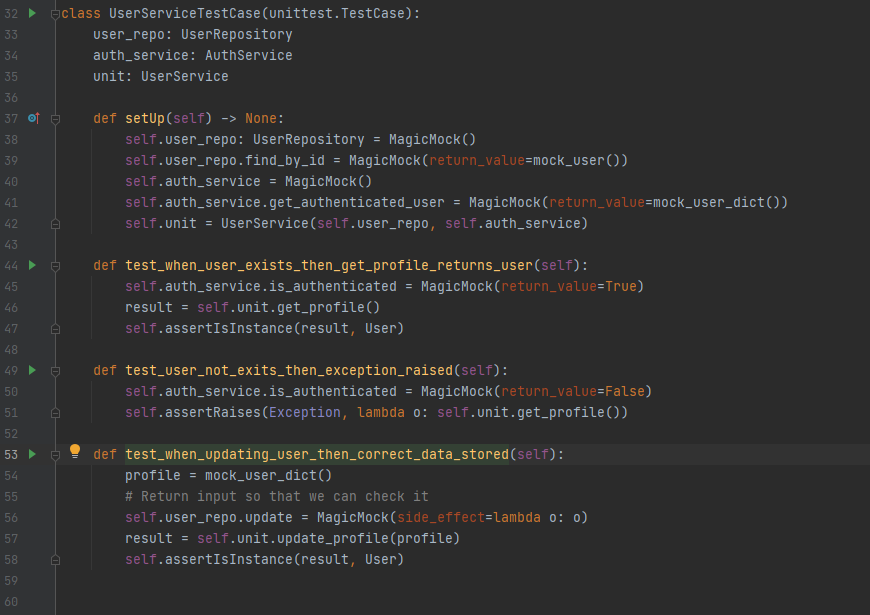 32 class UserServiceTestCase(unittest.TestCase):
33     user_repo: UserRepository
34     auth_service: AuthService
35     unit: UserService
36
37     def setUp(self) -> None:
38         self.user_repo: UserRepository = MagicMock()
39         self.user_repo.find_by_id = MagicMock(return_value=mock_user())
40         self.auth_service = MagicMock()
41         self.auth_service.get_authenticated_user = MagicMock(return_value=mock_user_dict())
42         self.unit = UserService(self.user_repo, self.auth_service)
43
44     def test_when_user_exists_then_get_profile_returns_user(self):
45         self.auth_service.is_authenticated = MagicMock(return_value=True)
46         result = self.unit.get_profile()
47         self.assertIsInstance(result, User)
48
49     def test_user_not_exits_then_exception_raised(self):
50         self.auth_service.is_authenticated = MagicMock(return_value=False)
51         self.assertRaises(Exception, lambda o: self.unit.get_profile())
52
53     def test_when_updating_user_then_correct_data_stored(self):
54         profile = mock_user_dict()
55         # Return input so that we can check it
56         self.user_repo.update = MagicMock(side_effect=lambda o: o)
57         result = self.unit.update_profile(profile)
58         self.assertIsInstance(result, User)
59
60